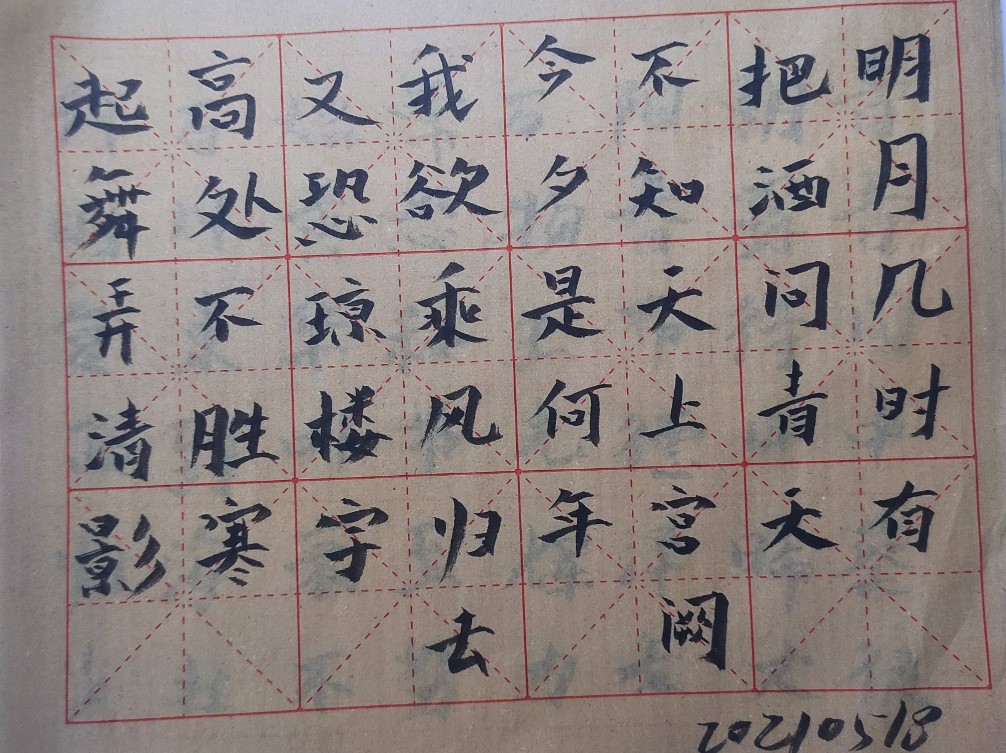 明月几时有
把酒问青天
不知天上宫阙
今夕是何年
我欲乘风归去
又恐琼楼宇
高处不胜寒
起舞弄清影
20210518